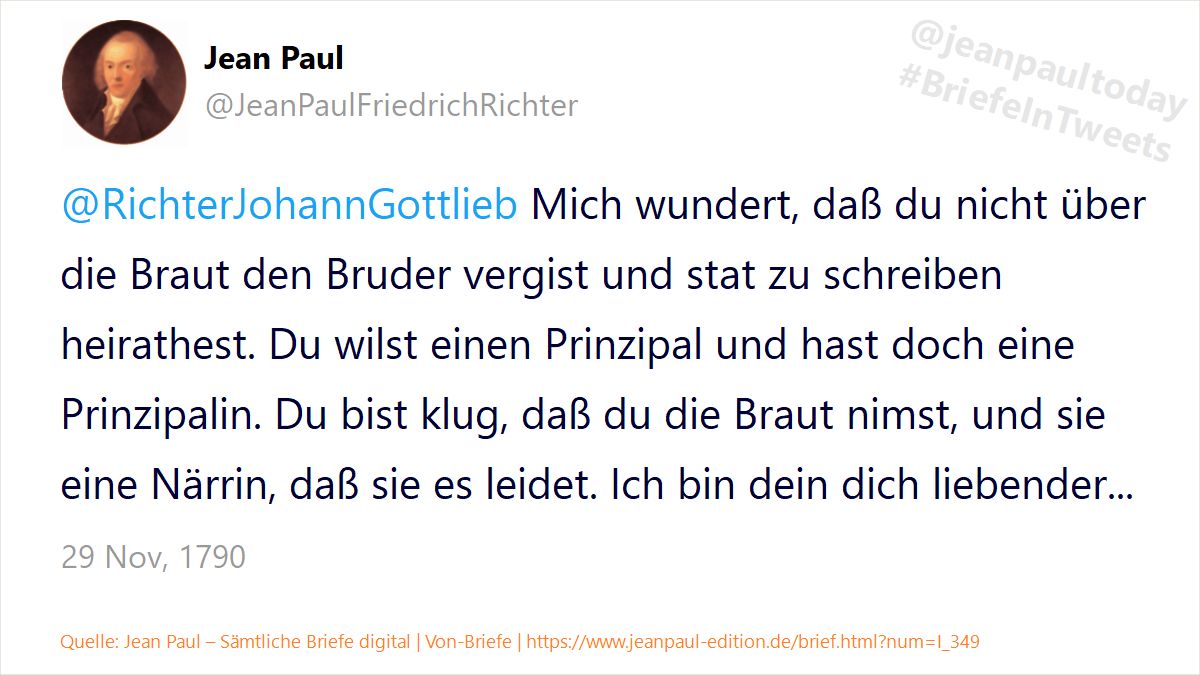 Jean Paul
@JeanPaulFriedrichRichter
@jeanpaultoday
#BriefeInTweets
@RichterJohannGottlieb Mich wundert, daß du nicht über
die Braut den Bruder vergist und stat zu schreiben
heirathest. Du wilst einen Prinzipal und hast doch eine
Prinzipalin. Du bist klug, daß du die Braut nimst, und sie
eine Närrin, daß sie es leidet. Ich bin dein dich liebender...
29 Nov, 1790
Quelle: Jean Paul – Sämtliche Briefe digital | Von-Briefe | https://www.jeanpaul-edition.de/brief.html?num=I_349